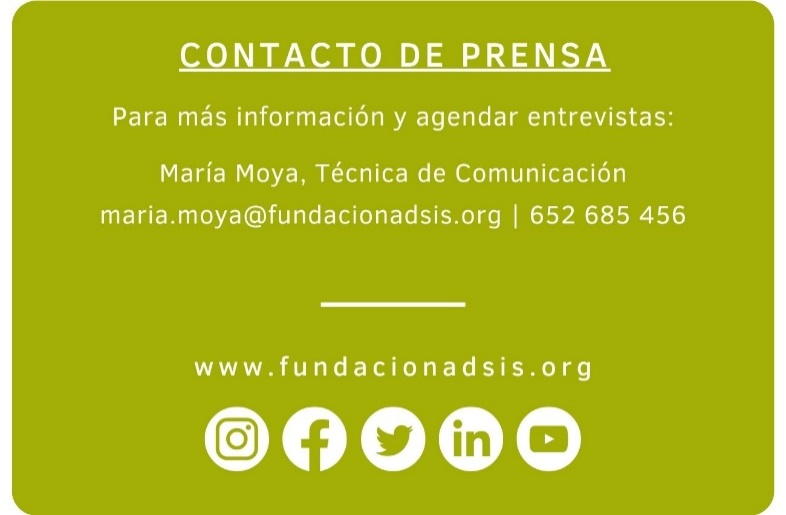 CONTACTO DE PRENSA
Para más información y agendar entrevistas:
María Moya, Técnica de Comunicación
maria.moya@fundacionadsis.org | 652 685 456
www.fundacionadsis.org
in